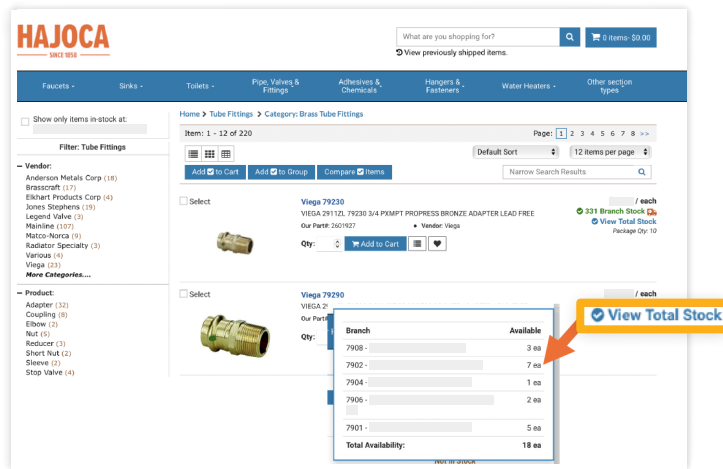 HAJOCA
SINCE 1858
What are you shopping for?
0 items- $0.00
View previously shipped items.
Faucets
Sinks
Toilets
Pipe, Valves & Fittings
Adhesives & Chemicals
Hangers & Fasteners
Water Heaters
Other section types
Show only items in-stock at:
Filter: Tube Fittings
Vendor:
Anderson Metals Corp (18)
Brasscraft (17)
Elkhart Products Corp (4)
Jones Stephens (19)
Legend Valve (3)
Mainline (107)
Matco-Norca (9)
Radiator Specialty (3)
Various (4)
Viega (23)
More Categories....
Product:
Adapter (32)
Coupling (8)
Elbow (2)
Nut (5)
Reducer (3)
Short Nut (2)
Sleeve (2)
Stop Valve (4)
Home > Tube Fittings > Category: Brass Tube Fittings
Item: 1 - 12 of 220
Page: 1 2 3 4 5 6 7 8 >>
Default Sort
12 items per page
Add to Cart
Add to Group
Compare Items
Narrow Search Results
Select
Viega 79230
VIEGA 2911ZL 79230 3/4 PXMPT PROPRESS BRONZE ADAPTER LEAD FREE
Our Part#: 2601927
• Vendor: Viega
Qty:
Add to Cart
/ each
331 Branch Stock
View Total Stock
Package Qty: 10
Select
Viega 79290
VIEGA 29
Our Part#
Qty:
/ each
View Total Stock
Branch Available
7908 - 3 ea
7902 - 7 ea
7904 - 1 ea
7906 - 2 ea
7901 - 5 ea
Total Availability: 18 ea
Not in Stock